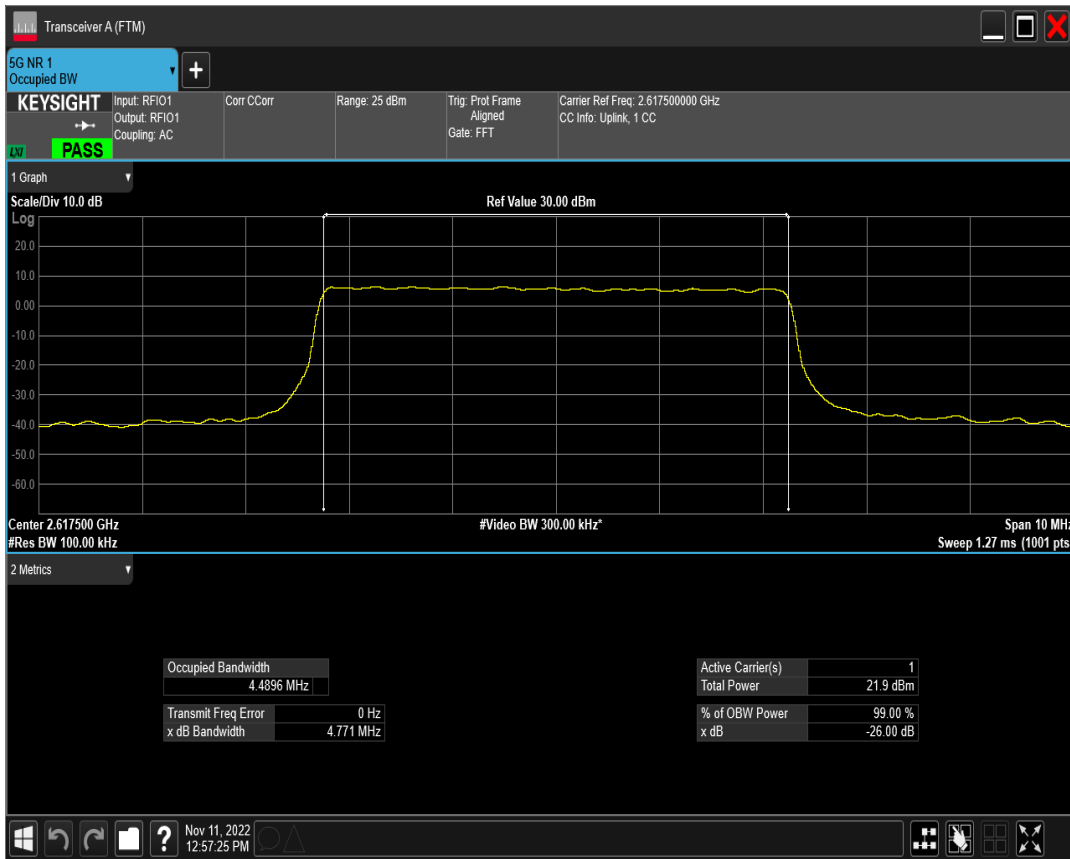 Transceiver A (FTM)
5G NR 1
Occupied BW
+
KEYSIGHT
LXI
PASS
Input: RFIO1
Output: RFIO1
Coupling: AC
Corr CCorr
Range: 25 dBm
Trig: Prot Frame
Aligned
Gate: FFT
Carrier Ref Freq: 2.617500000 GHz
CC Info: Uplink, 1 CC
1 Graph
Scale/Div 10.0 dB
Ref Value 30.00 dBm
Log
20.0
10.0
0.00
-10.0
-20.0
-30.0
-40.0
-50.0
-60.0
Center 2.617500 GHz
#Video BW 300.00 kHz*
Span 10 MHz
#Res BW 100.00 kHz
Sweep 1.27 ms (1001 pts
2 Metrics
Occupied Bandwidth
4.4896 MHz
Transmit Freq Error 0 Hz
x dB Bandwidth 4.771 MHz
Active Carrier(s) 1
Total Power 21.9 dBm
% of OBW Power 99.00 %
x dB -26.00 dB
?
Nov 11, 2022
12:57:25 PM